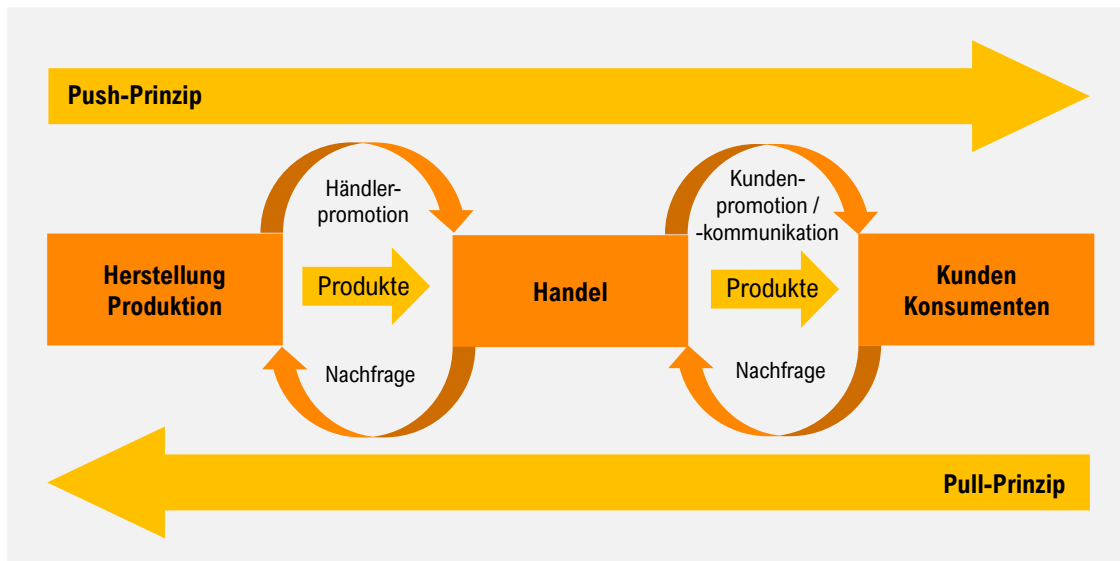 Push-Prinzip
Händler-
promotion
Kunden-
promotion /
-kommunikation
Herstellung
Produktion
Produkte
Handel
Produkte
Kunden
Konsumenten
Nachfrage
Nachfrage
Pull-Prinzip